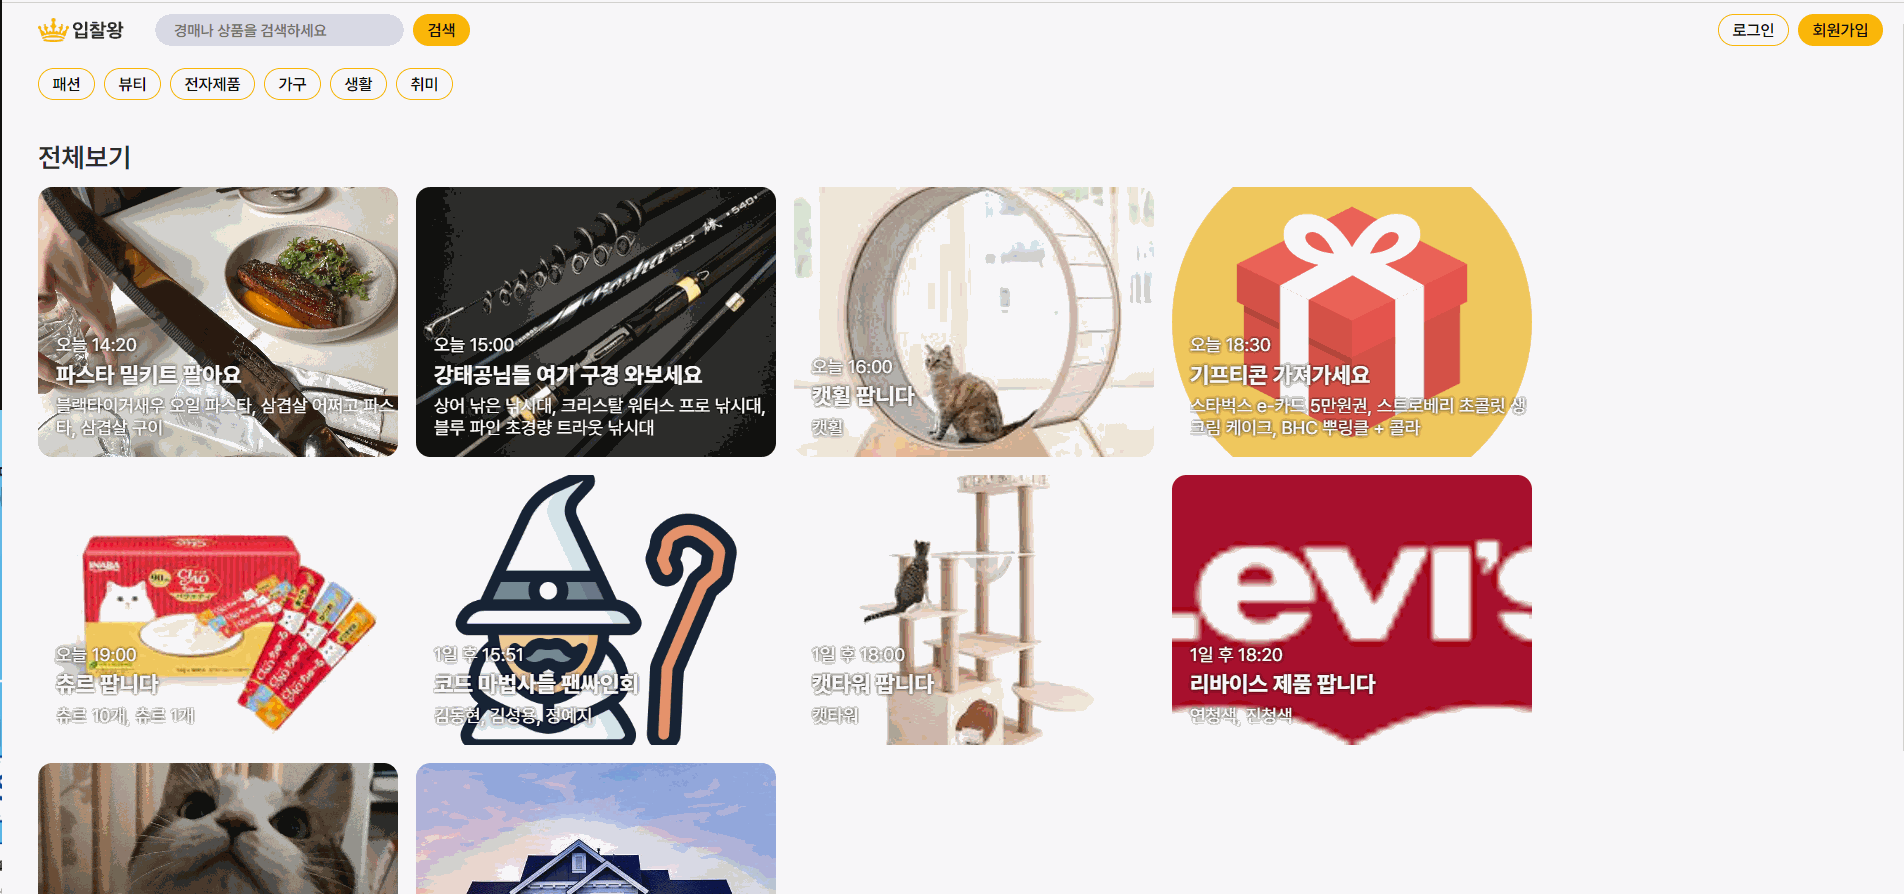 입찰왕
경매나 상품을 검색하세요
검색
로그인
회원가입
패션
뷰티
전자제품
가구
생활
취미
전체보기
오늘 14:20
파스타 밀키트 팔아요
블랙타이거새우 오일 파스타, 삼겹살 어쩌고 파스
타, 삼겹살 구이
540
ISO
오늘 15:00
강태공님들 여기 구경 와보세요
상어 낚은 낚시대, 크리스탈 워터스 프로 낚시대,
블루 파인 초경량 트라웃 낚시대
오늘 16:00
캣휠 팝니다
캣휠
오늘 18:30
기프티콘 가져가세요
스타벅스 e-카드 5만원권, 스트로베리 초콜릿 생
크림 케이크, BHC 뿌링클 + 콜라
INABA
90
CIAO
오늘 19:00
츄르 팝니다
츄르 10개, 츄르 1개
1일 후 15:51
코드 마법사들 팬싸인회
김동현, 김성용, 정예지
1일 후 18:00
캣타워 팝니다
캣타워
Levi's
1일 후 18:20
리바이스 제품 팝니다
연청색, 진청색